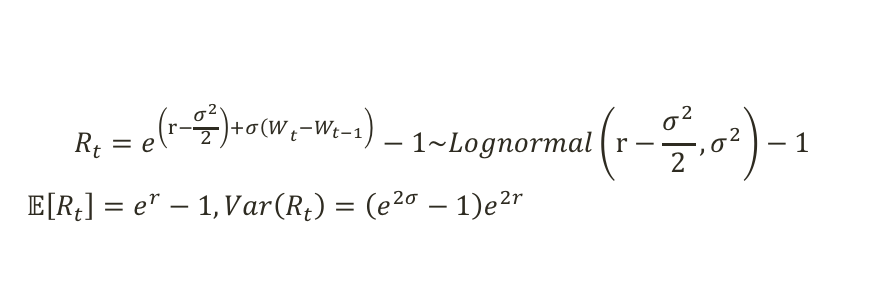 R_t = e^{(r−σ²/2)+σ(W_t−W_{t−1})} − 1~Lognormal(r − σ²/2, σ²) − 1
𝔼[R_t] = e^r − 1, Var(R_t) = (e^{2σ} − 1)e^{2r}